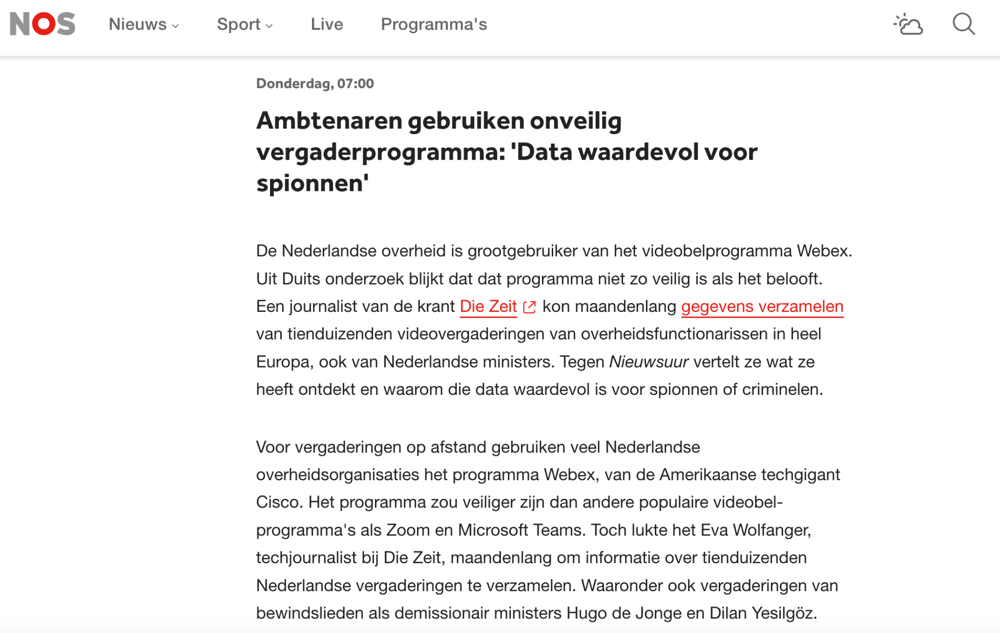 NOS Nieuws Sport Live Programma's
Donderdag, 07:00
Ambtenaren gebruiken onveilig
vergaderprogramma: 'Data waardevol voor
spionnen'
De Nederlandse overheid is grootgebruiker van het videobelprogramma Webex.
Uit Duits onderzoek blijkt dat dat programma niet zo veilig is als het belooft.
Een journalist van de krant Die Zeit kon maandenlang gegevens verzamelen
van tienduizenden videovergaderingen van overheidsfunctionarissen in heel
Europa, ook van Nederlandse ministers. Tegen Nieuwsuur vertelt ze wat ze
heeft ontdekt en waarom die data waardevol is voor spionnen of criminelen.
Voor vergaderingen op afstand gebruiken veel Nederlandse
overheidsorganisaties het programma Webex, van de Amerikaanse techgigant
Cisco. Het programma zou veiliger zijn dan andere populaire videobel-
programma's als Zoom en Microsoft Teams. Toch lukte het Eva Wolfanger,
techjournalist bij Die Zeit, maandenlang om informatie over tienduizenden
Nederlandse vergaderingen te verzamelen. Waaronder ook vergaderingen van
bewindslieden als demissionair ministers Hugo de Jonge en Dilan Yesilgöz.